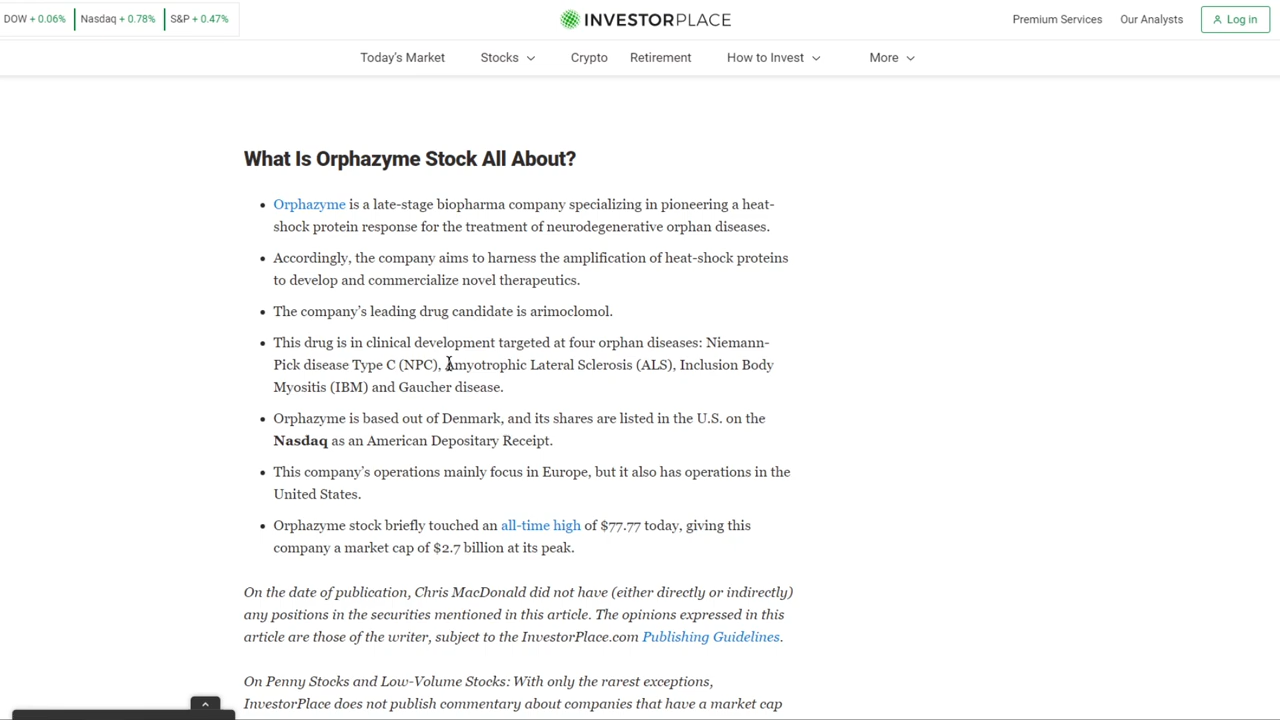 DOW + 0.06% Nasdaq + 0.78% S&P + 0.47%
INVESTORPLACE
Premium Services Our Analysts Log in
Today's Market Stocks Crypto Retirement How to Invest More
What Is Orphazyme Stock All About?
• Orphazyme is a late-stage biopharma company specializing in pioneering a heat-
shock protein response for the treatment of neurodegenerative orphan diseases.
• Accordingly, the company aims to harness the amplification of heat-shock proteins
to develop and commercialize novel therapeutics.
• The company’s leading drug candidate is arimoclomol.
• This drug is in clinical development targeted at four orphan diseases: Niemann-
Pick disease Type C (NPC), Amyotrophic Lateral Sclerosis (ALS), Inclusion Body
Myositis (IBM) and Gaucher disease.
• Orphazyme is based out of Denmark, and its shares are listed in the U.S. on the
Nasdaq as an American Depositary Receipt.
• This company’s operations mainly focus in Europe, but it also has operations in the
United States.
• Orphazyme stock briefly touched an all-time high of $77.77 today, giving this
company a market cap of $2.7 billion at its peak.
On the date of publication, Chris MacDonald did not have (either directly or indirectly)
any positions in the securities mentioned in this article. The opinions expressed in this
article are those of the writer, subject to the InvestorPlace.com Publishing Guidelines.
On Penny Stocks and Low-Volume Stocks: With only the rarest exceptions,
InvestorPlace does not publish commentary about companies that have a market cap